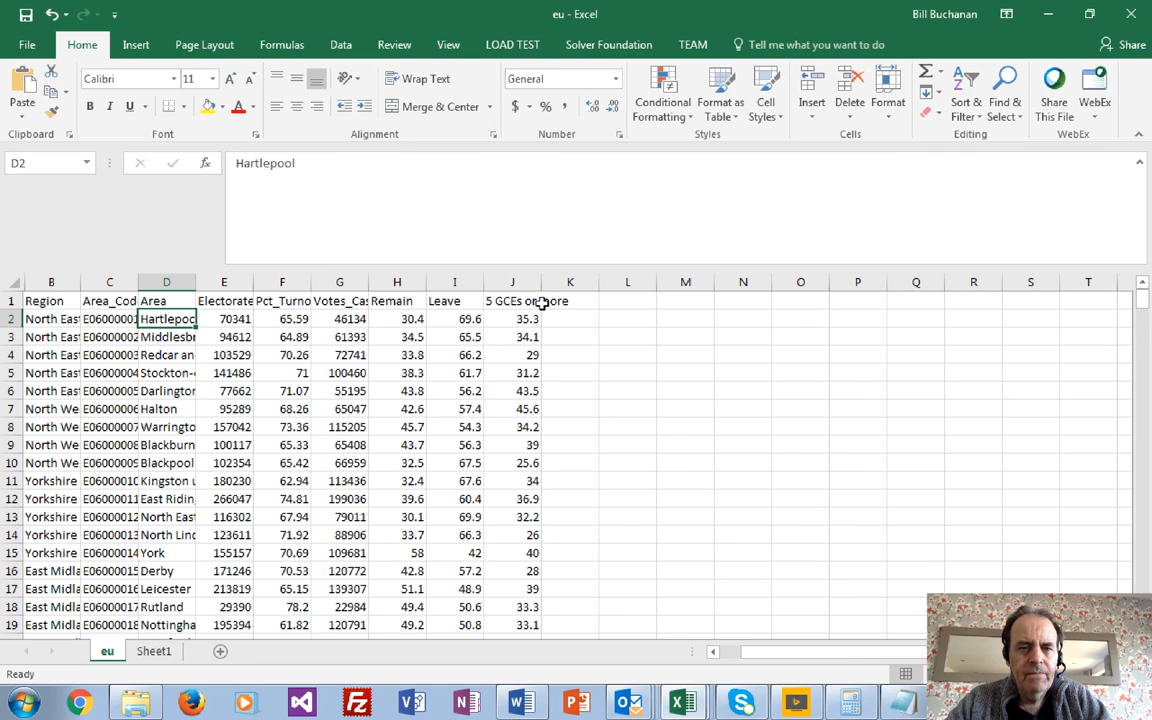 eu - Excel
Bill Buchanan
File Home Insert Page Layout Formulas Data Review View LOAD TEST Solver Foundation TEAM Tell me what you want to do Share
Calibri 11 Wrap Text General
Paste B I U Merge & Center $ % , Conditional Formatting Format as Table Cell Styles Insert Delete Format Sort & Filter Find & Select Share This File WebEx
Clipboard Font Alignment Number Styles Cells Editing WebEx
D2 fx Hartlepool
B C D E F G H I J K L M N O P Q R S T
1 Region Area_Cod Area Electorate Pct_Turno Votes_Cas Remain Leave 5 GCEs or more
2 North East E06000001 Hartlepoo 70341 65.59 46134 30.4 69.6 35.3
3 North East E06000002 Middlesbr 94612 64.89 61393 34.5 65.5 34.1
4 North East E06000003 Redcar an 103529 70.26 72741 33.8 66.2 29
5 North East E06000004 Stockton- 141486 71 100460 38.3 61.7 31.2
6 North East E06000005 Darlington 77662 71.07 55195 43.8 56.2 43.5
7 North We E06000006 Halton 95289 68.26 65047 42.6 57.4 45.6
8 North We E06000007 Warringto 157042 73.36 115205 45.7 54.3 34.2
9 North We E06000008 Blackburn 100117 65.33 65408 43.7 56.3 39
10 North We E06000009 Blackpool 102354 65.42 66959 32.5 67.5 25.6
11 Yorkshire E06000010 Kingston u 180230 62.94 113436 32.4 67.6 34
12 Yorkshire E06000011 East Ridin 266047 74.81 199036 39.6 60.4 36.9
13 Yorkshire E06000012 North East 116302 67.94 79011 30.1 69.9 32.2
14 Yorkshire E06000013 North Linc 123611 71.92 88906 33.7 66.3 26
15 Yorkshire E06000014 York 155157 70.69 109681 58 42 40
16 East Midla E06000015 Derby 171246 70.53 120772 42.8 57.2 28
17 East Midla E06000016 Leicester 213819 65.15 139307 51.1 48.9 39
18 East Midla E06000017 Rutland 29390 78.2 22984 49.4 50.6 33.3
19 East Midla E06000018 Nottingha 195394 61.82 120791 49.2 50.8 33.1
eu Sheet1
Ready